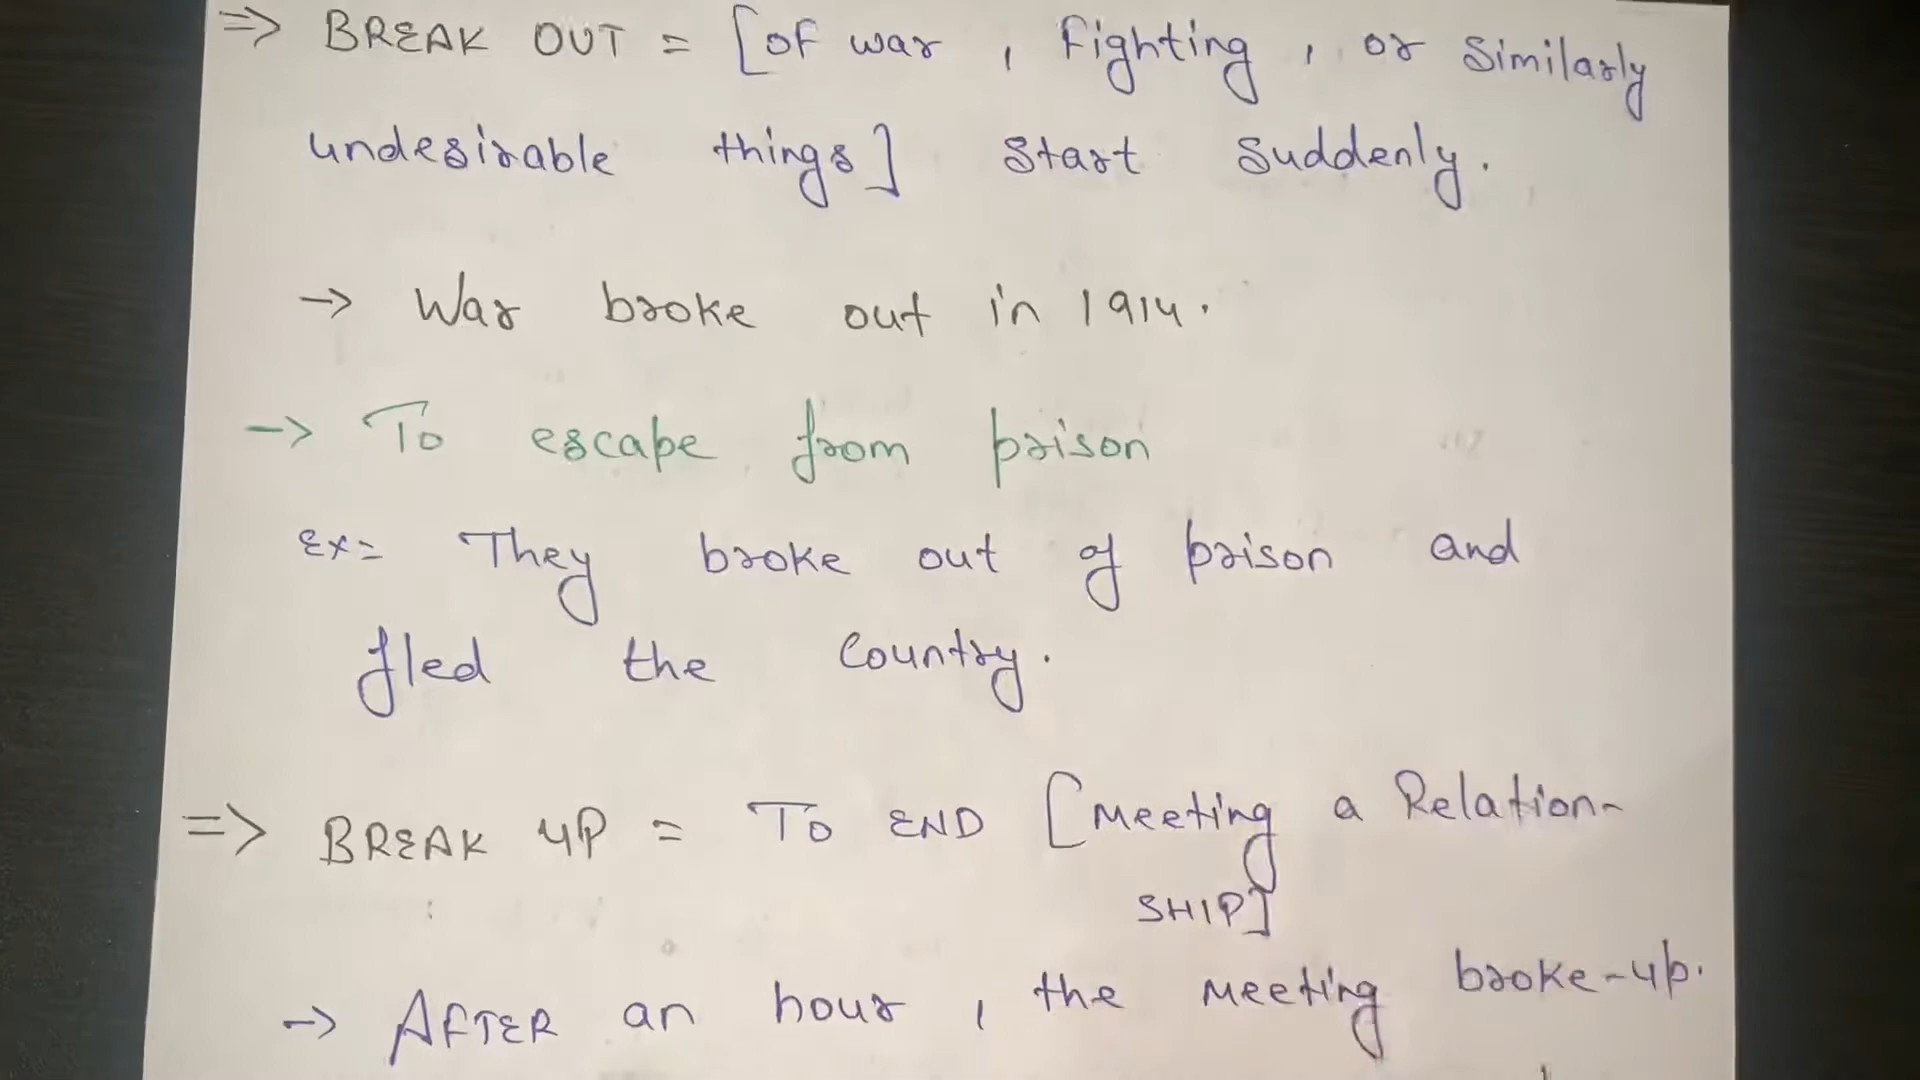 => BREAK OUT = [of war, Fighting, or Similarly
undesirable things] Start Suddenly.
-> War broke out in 1914.
-> To escape from prison
Ex= They broke out of prison and
fled the Country.
=> BREAK UP = To END [Meeting a Relation-
SHIP]
-> AFTER an hour, the Meeting broke-up.